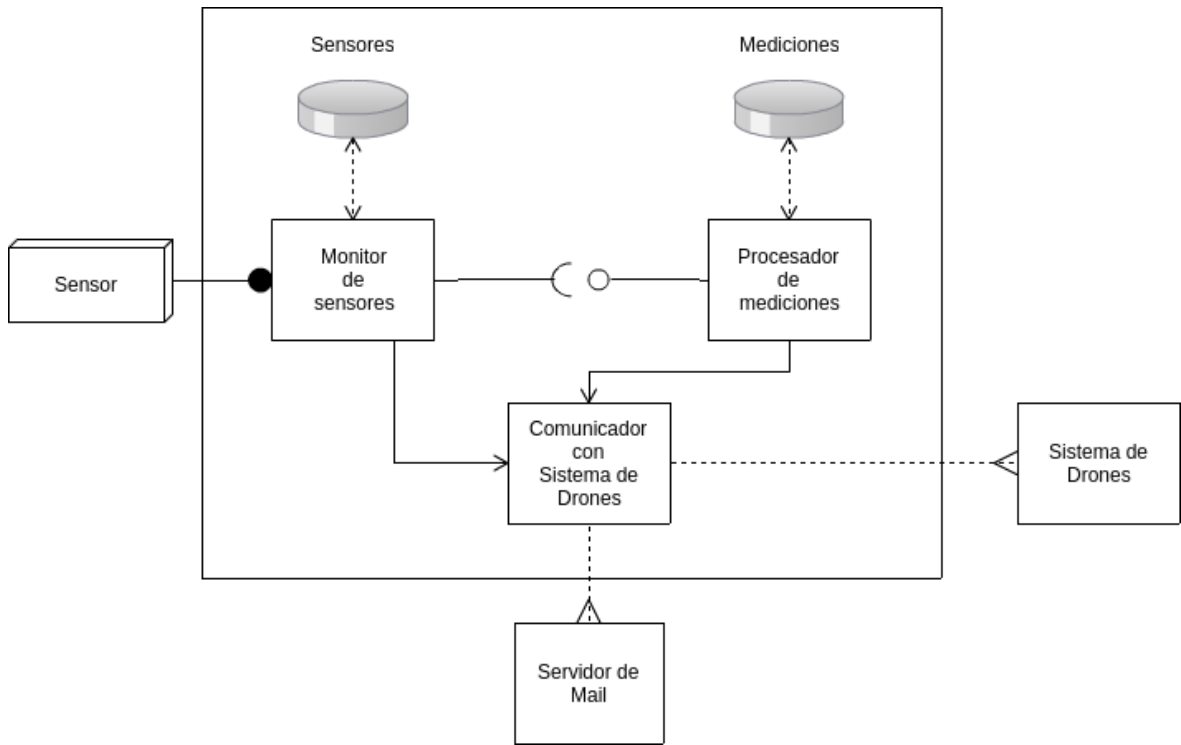 Sensores
Mediciones
Sensor
Monitor
de
sensores
Procesador
de
mediciones
Comunicador
con
Sistema de
Drones
Sistema de
Drones
Servidor de
Mail